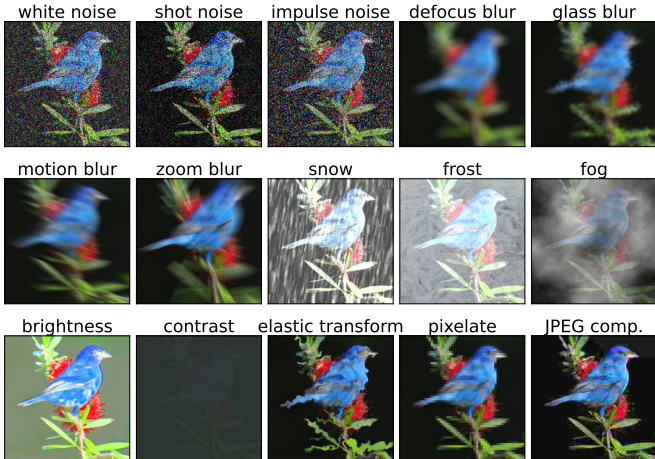 white noise
shot noise
impulse noise
defocus blur
glass blur
motion blur
zoom blur
snow
frost
fog
brightness
contrast
elastic transform
pixelate
JPEG comp.